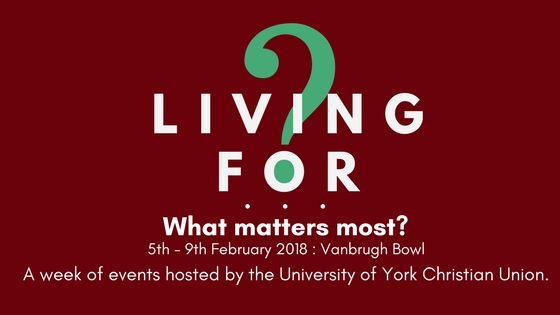 ?
LIVING
FOR
...
What matters most?
5th - 9th February 2018 : Vanbrugh Bowl
A week of events hosted by the University of York Christian Union.